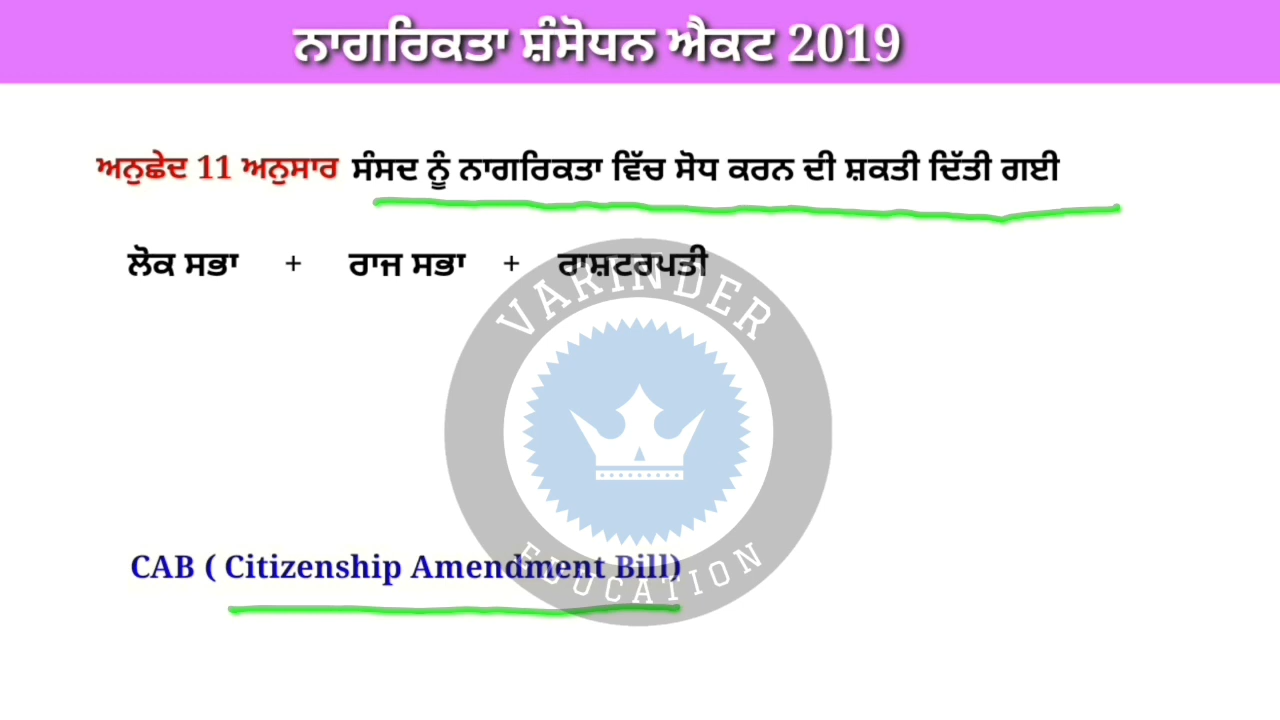 ਨਾਗਰਿਕਤਾ ਸ਼ੰਸੋਧਨ ਐਕਟ 2019
ਅਨੁਛੇਦ 11 ਅਨੁਸਾਰ ਸੰਸਦ ਨੂੰ ਨਾਗਰਿਕਤਾ ਵਿੱਚ ਸੋਧ ਕਰਨ ਦੀ ਸ਼ਕਤੀ ਦਿੱਤੀ ਗਈ
ਲੋਕ ਸਭਾ + ਰਾਜ ਸਭਾ + ਰਾਸ਼ਟਰਪਤੀ
VARINDER
CAB ( Citizenship Amendment Bill)
EDUCATION